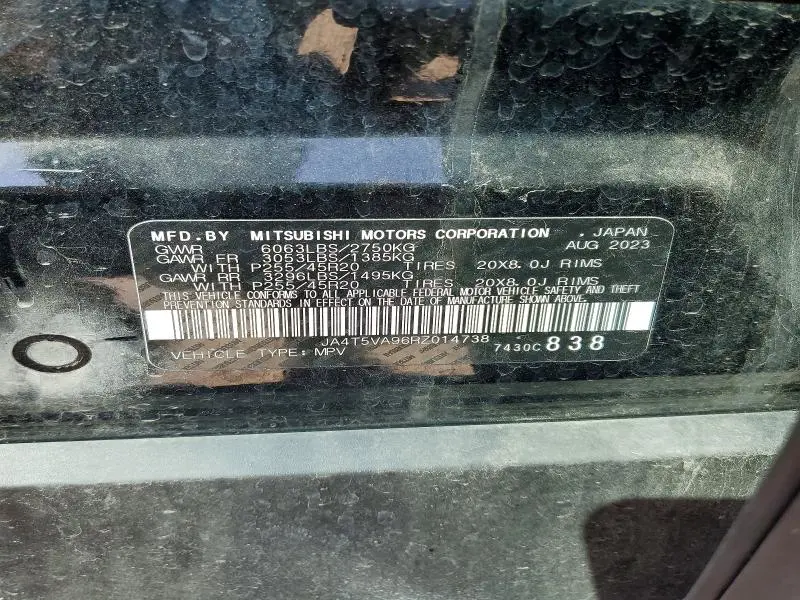 MFD.BY MITSUBISHI MOTORS CORPORATION . JAPAN
GVWR 6063LBS/2750KG AUG 2023
GAWR FR 3053LBS/1385KG
WITH P255/45R20 TIRES 20X8.0J RIMS
GAWR RR 3296LBS/1495KG
WITH P255/45R20 TIRES 20X8.0J RIMS
THIS VEHICLE CONFORMS TO ALL APPLICABLE FEDERAL MOTOR VEHICLE SAFETY AND THEFT
PREVENTION STANDARDS IN EFFECT ON THE DATE OF MANUFACTURE SHOWN ABOVE.
JA4T5VA96RZ014738
VEHICLE TYPE: MPV 7430C 838